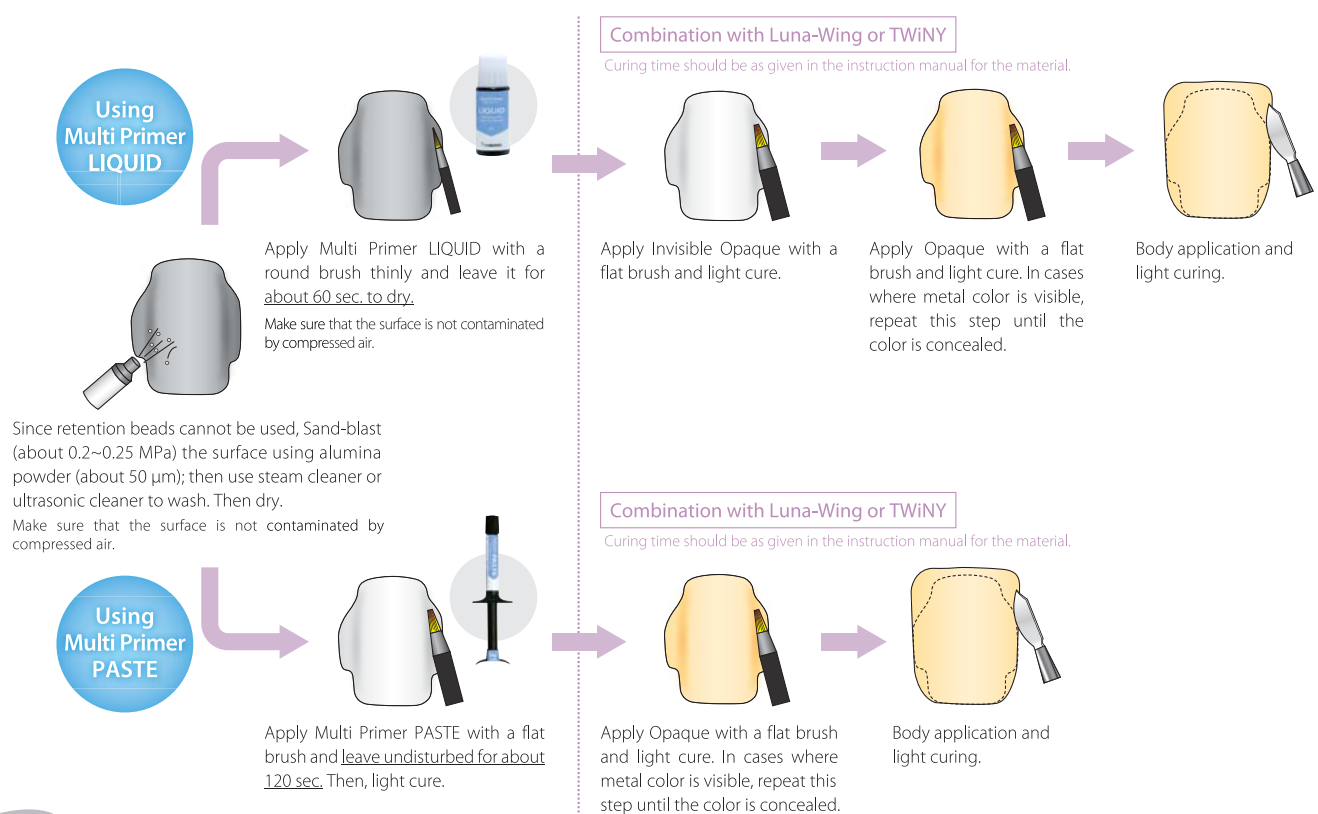 Using
Multi Primer
LIQUID
LIQUID
Apply Multi Primer LIQUID with a
round brush thinly and leave it for
about 60 sec. to dry.
Make sure that the surface is not contaminated
by compressed air.
Since retention beads cannot be used, Sand-blast
(about 0.2~0.25 MPa) the surface using alumina
powder (about 50 μm); then use steam cleaner or
ultrasonic cleaner to wash. Then dry.
Make sure that the surface is not contaminated by
compressed air.
Combination with Luna-Wing or TWiNY
Curing time should be as given in the instruction manual for the material.
Apply Invisible Opaque with a
flat brush and light cure.
Apply Opaque with a flat
brush and light cure. In cases
where metal color is visible,
repeat this step until the
color is concealed.
Body application and
light curing.
Using
Multi Primer
PASTE
PASTE
Apply Multi Primer PASTE with a flat
brush and leave undisturbed for about
120 sec. Then, light cure.
Combination with Luna-Wing or TWiNY
Curing time should be as given in the instruction manual for the material.
Apply Opaque with a flat brush
and light cure. In cases where
metal color is visible, repeat this
step until the color is concealed.
Body application and
light curing.